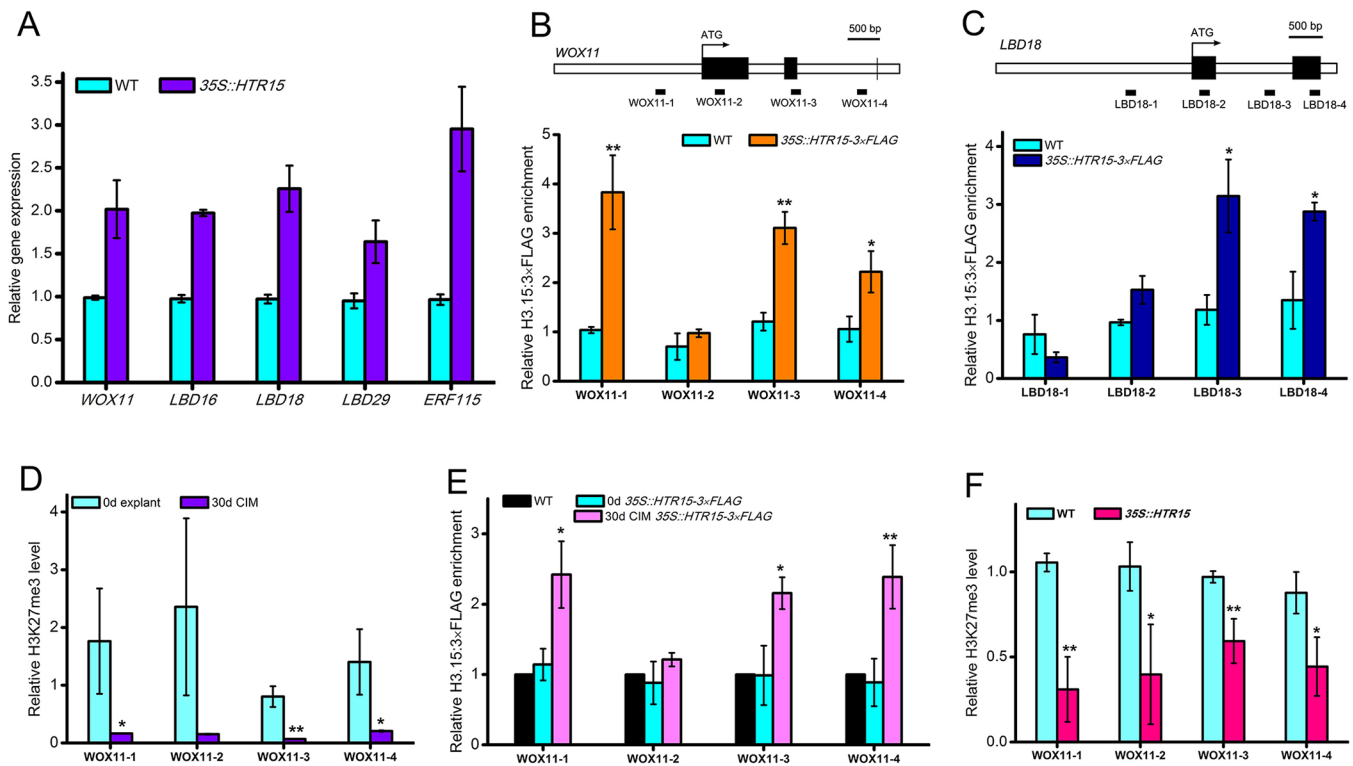 A
Relative gene expression
3.5
3.0
2.5
2.0
1.5
1.0
0.5
0.0
WT
35S::HTR15
WOX11
LBD16
LBD18
LBD29
ERF115
B
WOX11
ATG
500 bp
WOX11-1
WOX11-2
WOX11-3
WOX11-4
Relative H3.15:3×FLAG enrichment
5
4
3
2
1
0
WT
35S::HTR15-3×FLAG
**
**
*
WOX11-1
WOX11-2
WOX11-3
WOX11-4
C
LBD18
ATG
500 bp
LBD18-1
LBD18-2
LBD18-3
LBD18-4
Relative H3.15:3×FLAG enrichment
4
3
2
1
0
WT
35S::HTR15-3×FLAG
*
*
LBD18-1
LBD18-2
LBD18-3
LBD18-4
D
Relative H3K27me3 level
4
3
2
1
0
0d explant
30d CIM
*
**
*
WOX11-1
WOX11-2
WOX11-3
WOX11-4
E
Relative H3.15:3×FLAG enrichment
3
2
1
0
WT
0d 35S::HTR15-3×FLAG
30d CIM 35S::HTR15-3×FLAG
*
*
**
WOX11-1
WOX11-2
WOX11-3
WOX11-4
F
Relative H3K27me3 level
1.0
0.5
0.0
WT
35S::HTR15
**
*
**
*
WOX11-1
WOX11-2
WOX11-3
WOX11-4